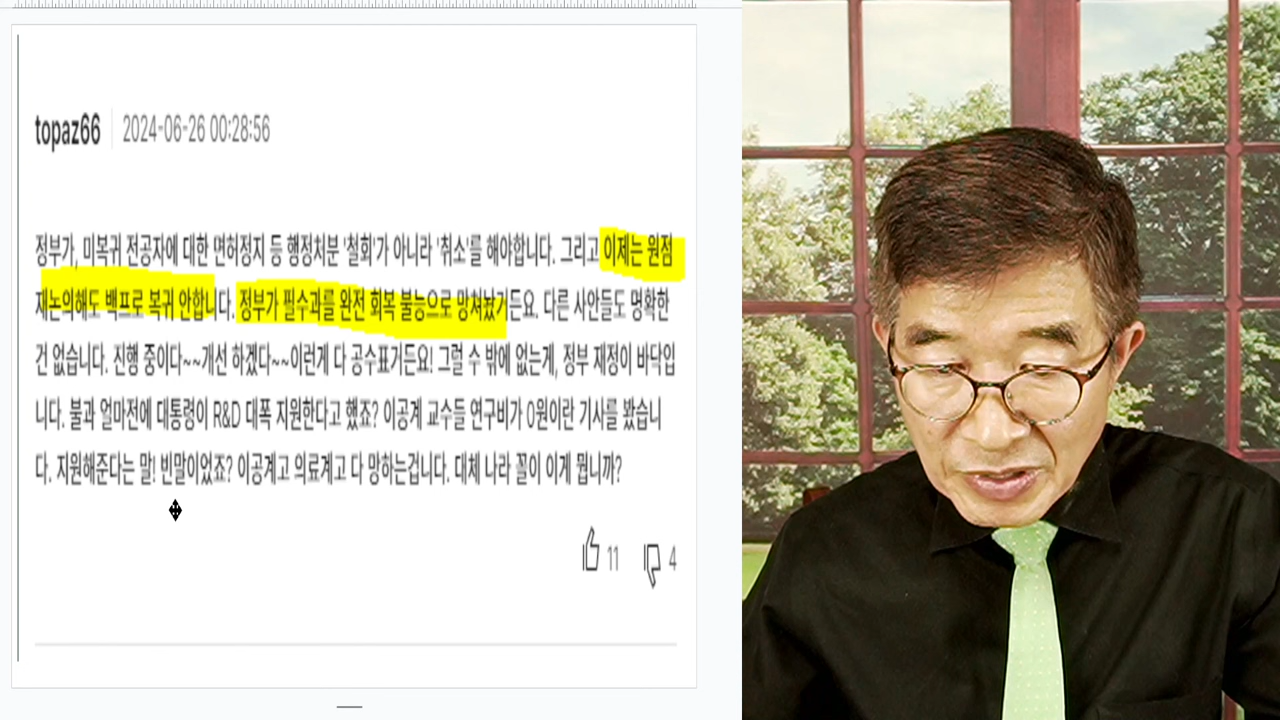 topaz66 2024-06-26 00:28:56
정부가, 미복귀 전공자에 대한 면허정지 등 행정처분 '철회'가 아니라 '취소'를 해야합니다. 그리고 이제는 원점
재논의해도 백프로 복귀 안합니다. 정부가 필수과를 완전 회복 불능으로 망쳐놨거든요. 다른 사안들도 명확한
건 없습니다. 진행 중이다~~개선 하겠다~~이런게 다 공수표거든요! 그럴 수 밖에 없는게, 정부 재정이 바닥입
니다. 불과 얼마전에 대통령이 R&D 대폭 지원한다고 했죠? 이공계 교수들 연구비가 0원이란 기사를 봤습니
다. 지원해준다는 말! 빈말이었죠? 이공계고 의료계고 다 망하는겁니다. 대체 나라 꼴이 이게 뭡니까?
11 4